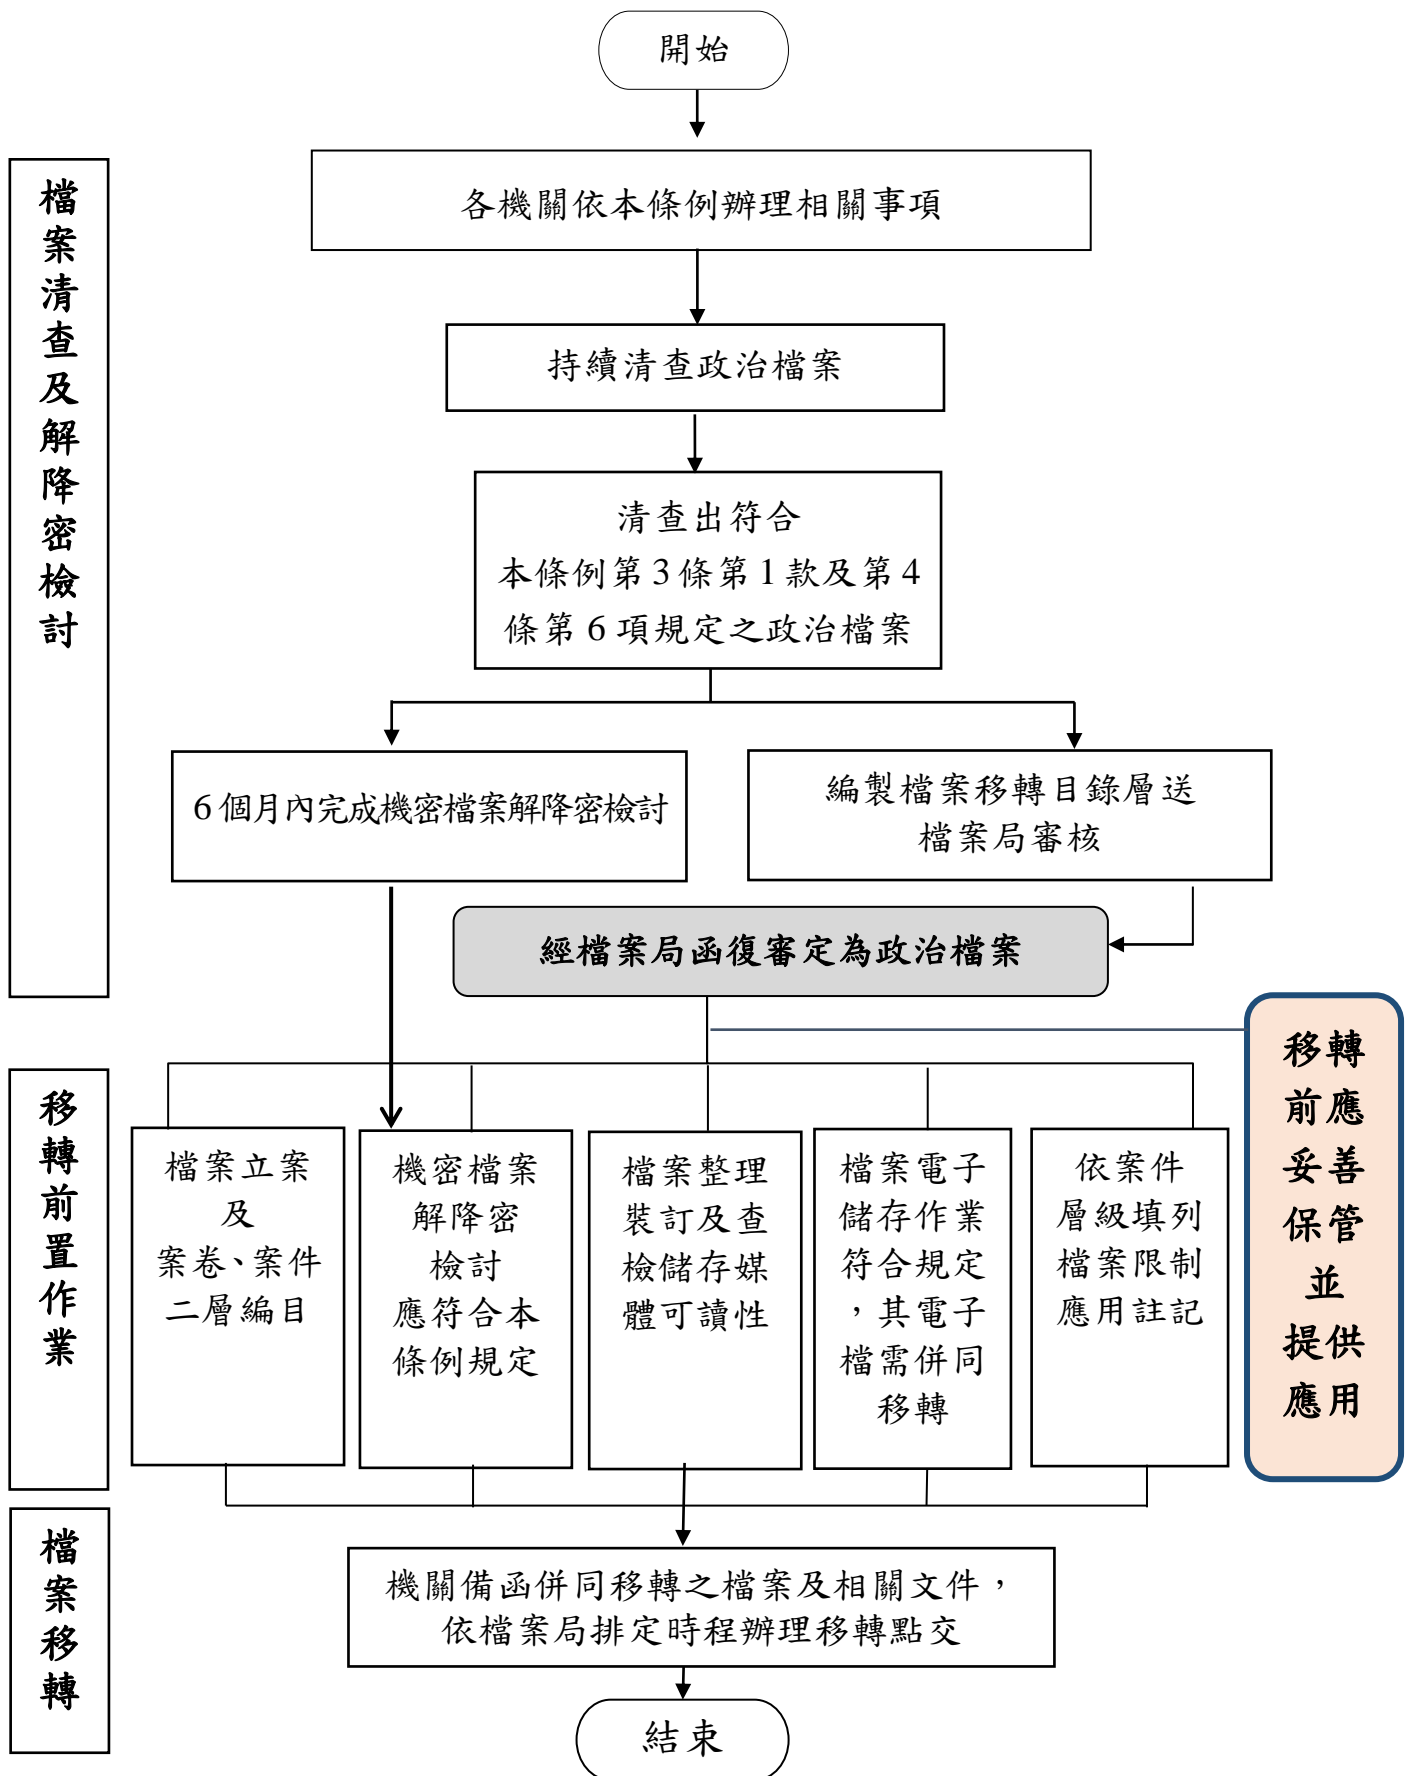 開始
檔案清查及解降密檢討
各機關依本條例辦理相關事項
持續清查政治檔案
清查出符合
本條例第3條第1款及第4
條第6項規定之政治檔案
6個月內完成機密檔案解降密檢討
編製檔案移轉目錄層送
檔案局審核
經檔案局函復審定為政治檔案
移轉
前應
妥善
保管
並
提供
應用
移轉前置作業
檔案立案
及
案卷、案件
二層編目
機密檔案
解降密
檢討
應符合本
條例規定
檔案整理
裝訂及查
檢儲存媒
體可讀性
檔案電子
儲存作業
符合規定
，其電子
檔需併同
移轉
依案件
層級填列
檔案限制
應用註記
檔案移轉
機關備函併同移轉之檔案及相關文件，
依檔案局排定時程辦理移轉點交
結束